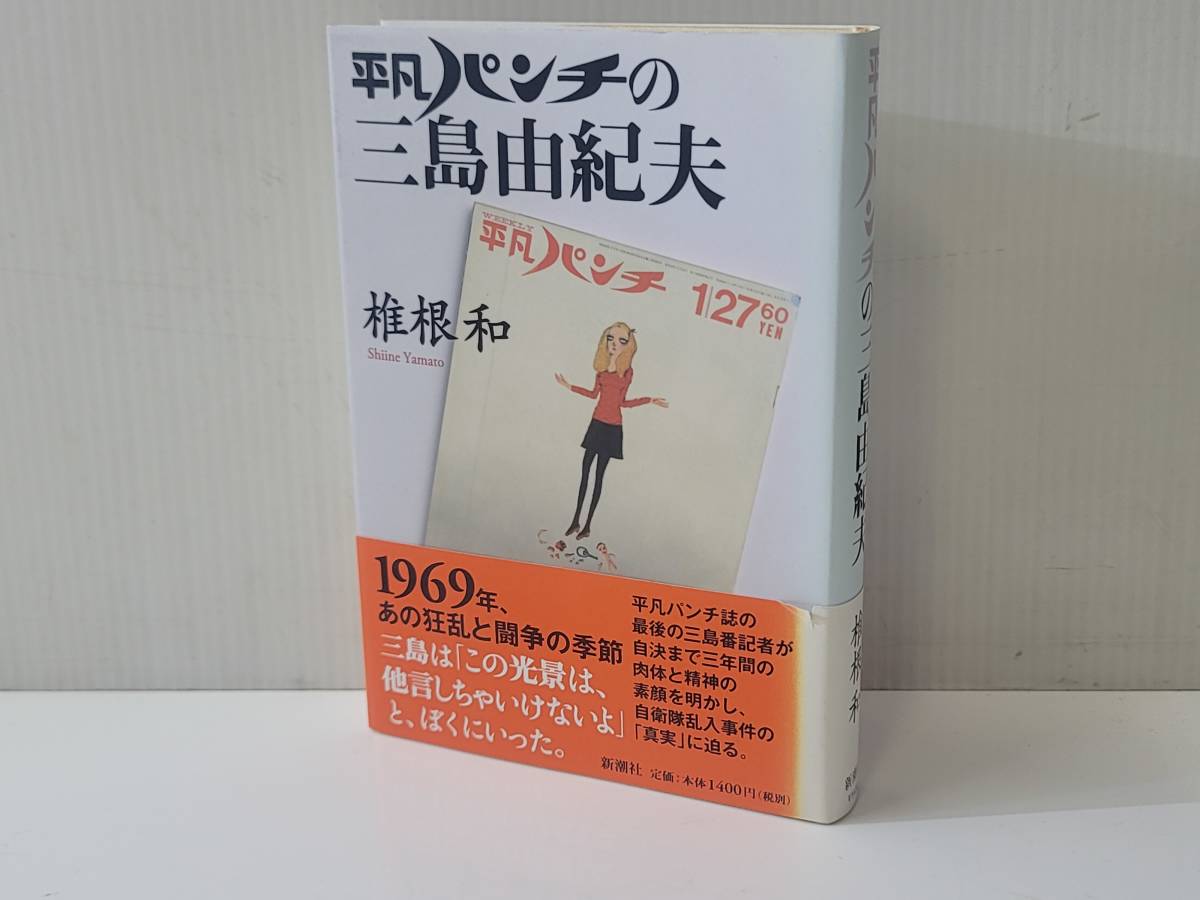 平凡パンチの
三島由紀夫
WEEKLY
平凡パンチ
1/27 60
YEN
椎根和
Shiine Yamato
1969年、
あの狂乱と闘争の季節
三島は「この光景は、
他言しちゃいけないよ」
と、ぼくにいった。
平凡パンチ誌の
最後の三島番記者が
自決まで三年間の
肉体と精神の
素顔を明かし、
自衛隊乱入事件の
「真実」に迫る。
新潮社 定価:本体1400円(税別)
平凡パンチの三島由紀夫
椎根和